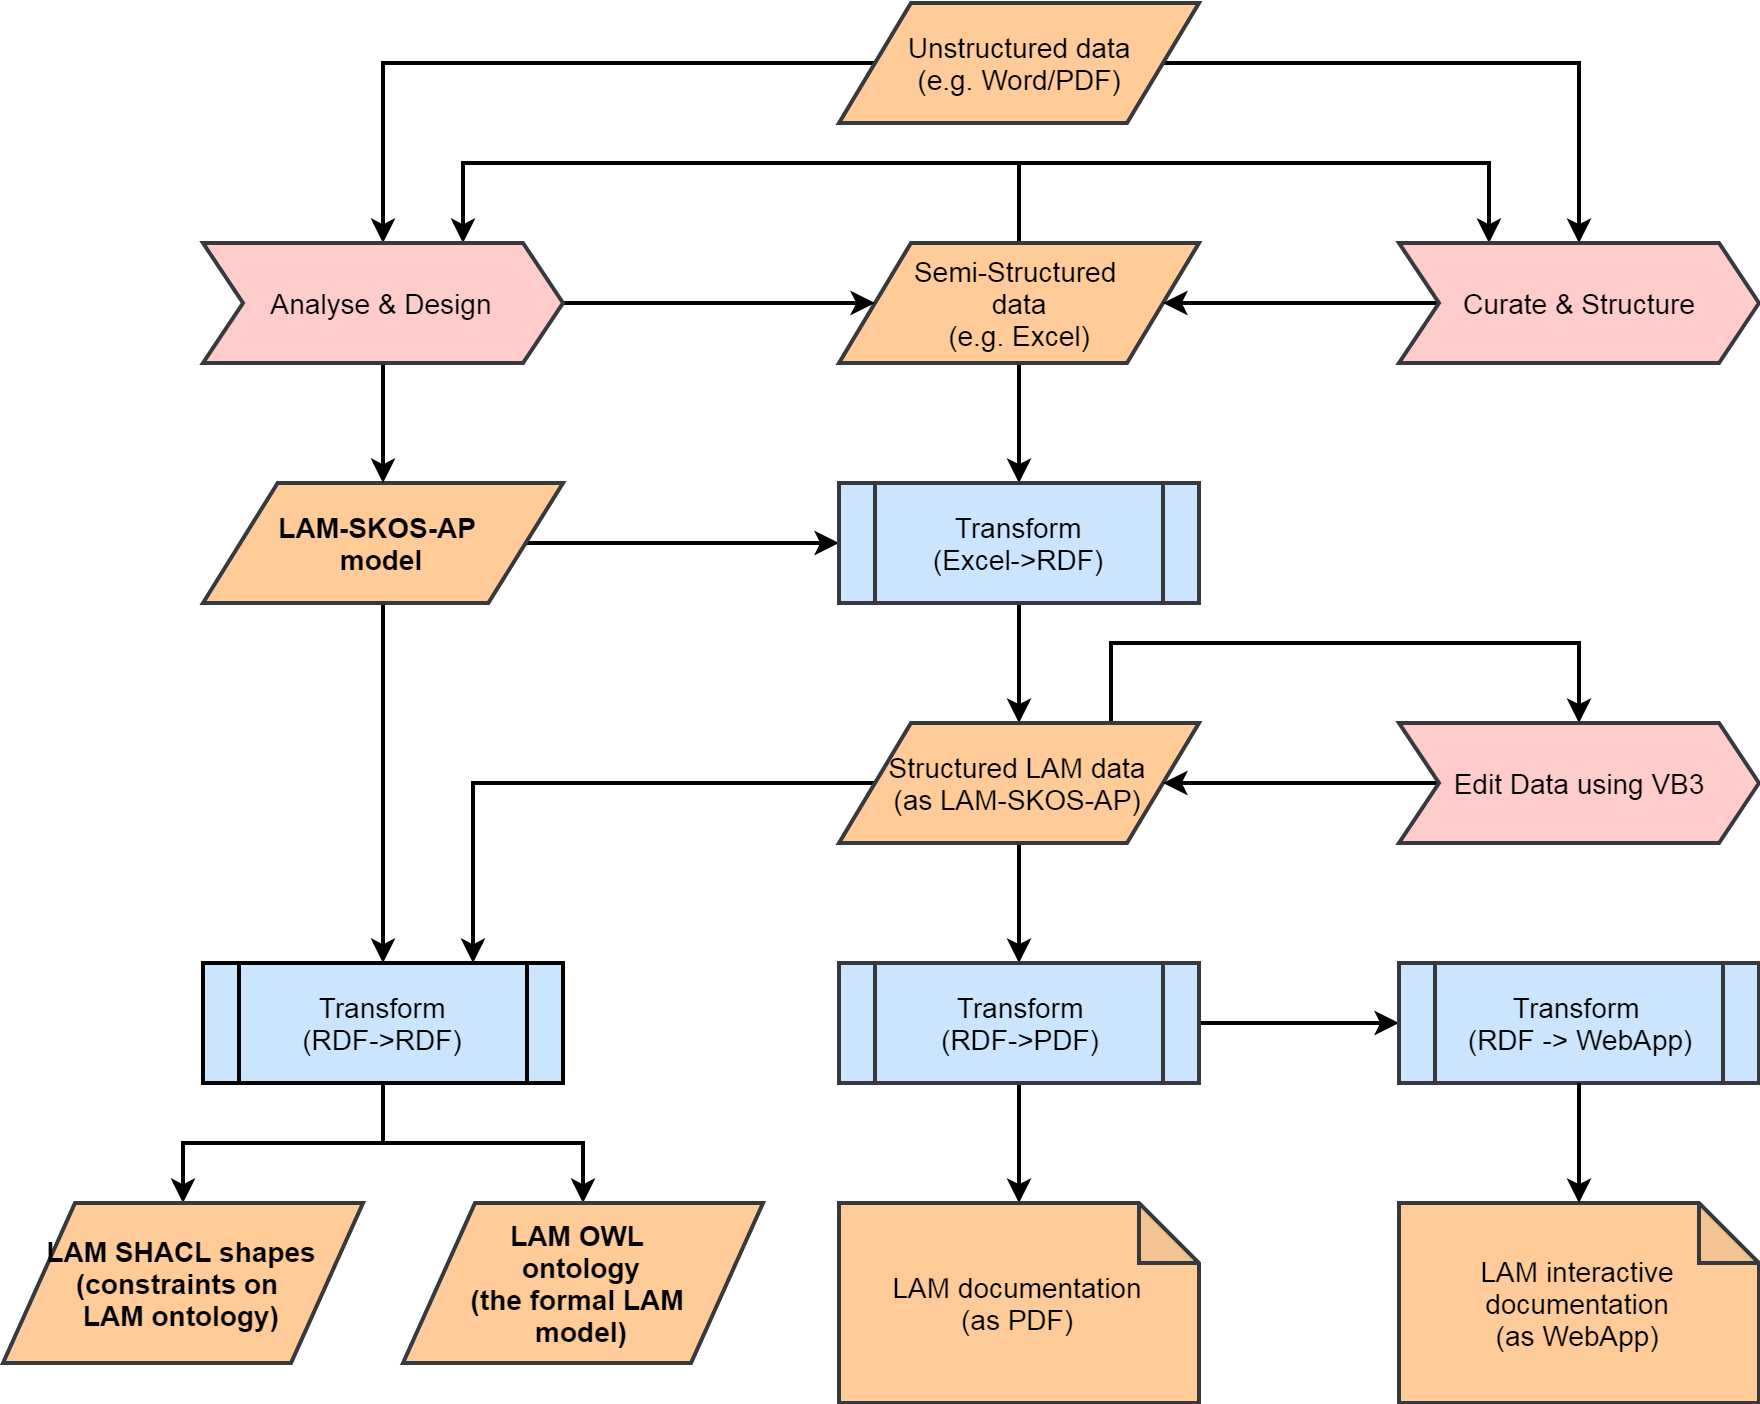 Unstructured data
(e.g. Word/PDF)
Analyse & Design
Semi-Structured
data
(e.g. Excel)
Curate & Structure
LAM-SKOS-AP
model
Transform
(Excel->RDF)
Structured LAM data
(as LAM-SKOS-AP)
Edit Data using VB3
Transform
(RDF->RDF)
Transform
(RDF->PDF)
Transform
(RDF -> WebApp)
LAM SHACL shapes
(constraints on
LAM ontology)
LAM OWL
ontology
(the formal LAM
model)
LAM documentation
(as PDF)
LAM interactive
documentation
(as WebApp)